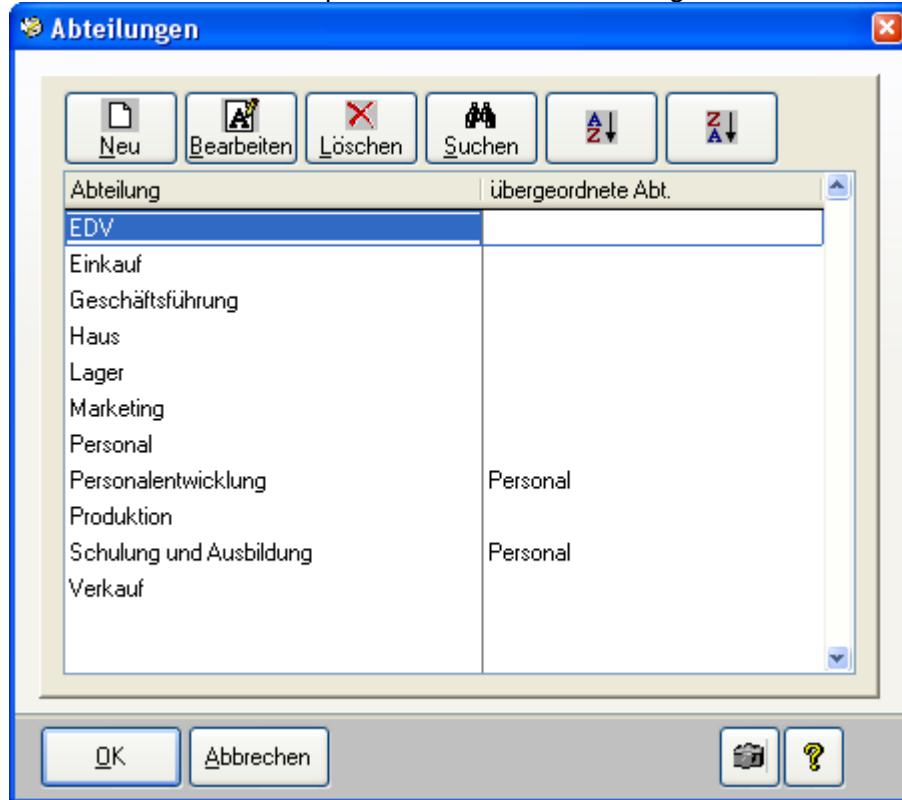 Abteilungen
Neu Bearbeiten Löschen Suchen A Z Z A
Abteilung übergeordnete Abt.
EDV
Einkauf
Geschäftsführung
Haus
Lager
Marketing
Personal
Personalentwicklung Personal
Produktion
Schulung und Ausbildung Personal
Verkauf
OK Abbrechen ?